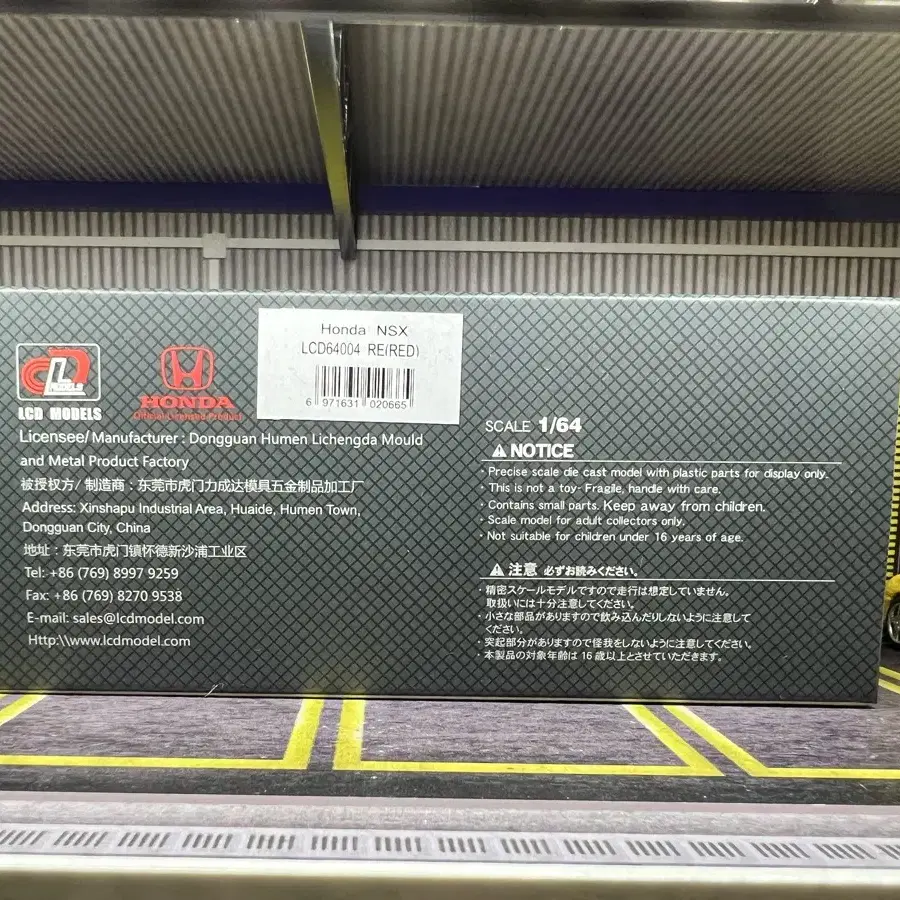 Honda NSX
LCD64004 RE(RED)
6 971631 020665
L
MODELS
LCD MODELS
HONDA
Official Licensed Product
Licensee/Manufacturer : Dongguan Humen Lichengda Mould
and Metal Product Factory
被授权方/ 制造商 : 东莞市虎门力成达模具五金制品加工厂
Address: Xinshapu Industrial Area, Huaide, Humen Town,
Dongguan City, China
地址 : 东莞市虎门镇怀德新沙浦工业区
Tel: +86 (769) 8997 9259
Fax: +86 (769) 8270 9538
E-mail: sales@lcdmodel.com
Http:\\www.lcdmodel.com
SCALE 1/64
NOTICE
· Precise scale die cast model with plastic parts for display only.
· This is not a toy- Fragile, handle with care.
· Contains small parts. Keep away from children.
· Scale model for adult collectors only.
· Not suitable for children under 16 years of age.
注意 必ずお読みください。
· 精密スケールモデルですので走行は想定していません。
取扱いには十分注意してください。
· 小さな部品がありますので飲み込んだりしないように注意して
ください。
· 突起部分がありますので怪我をしないように注意してください。
· 本製品の対象年齢は 16 歳以上とさせていただきます。